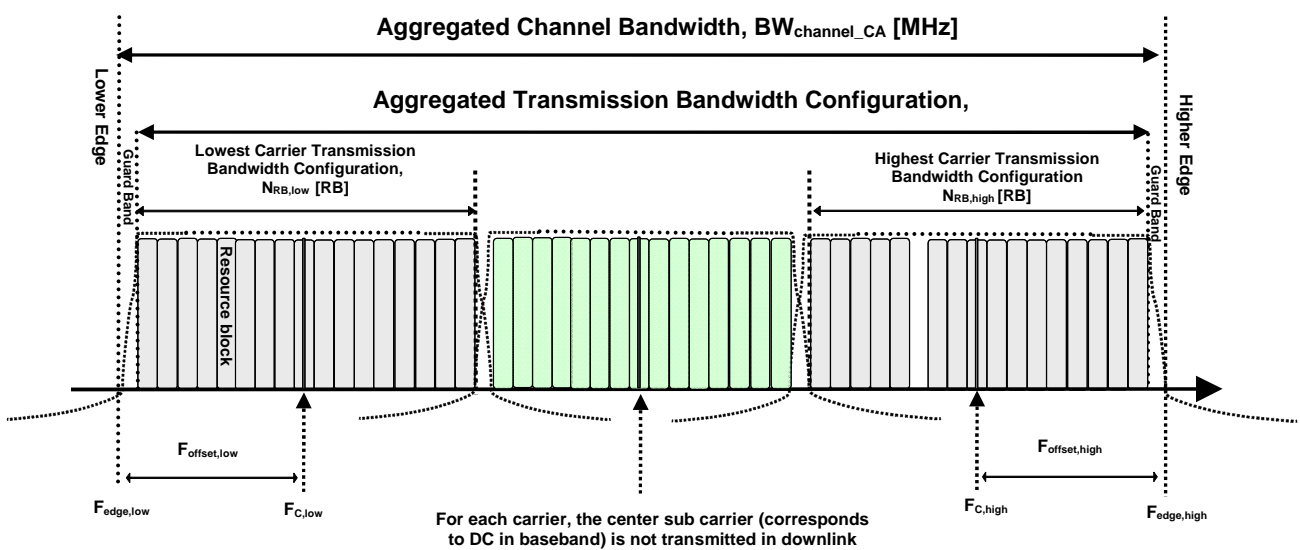 Aggregated Channel Bandwidth, BWchannel_CA [MHz]
Aggregated Transmission Bandwidth Configuration,
Lower Edge
Higher Edge
Guard Band
Lowest Carrier Transmission
Bandwidth Configuration,
NRB,low [RB]
Highest Carrier Transmission
Bandwidth Configuration
NRB,high [RB]
Guard Band
Resource block
Foffset,low
Foffset,high
Fedge,low
FC,low
FC,high
Fedge,high
For each carrier, the center sub carrier (corresponds
to DC in baseband) is not transmitted in downlink